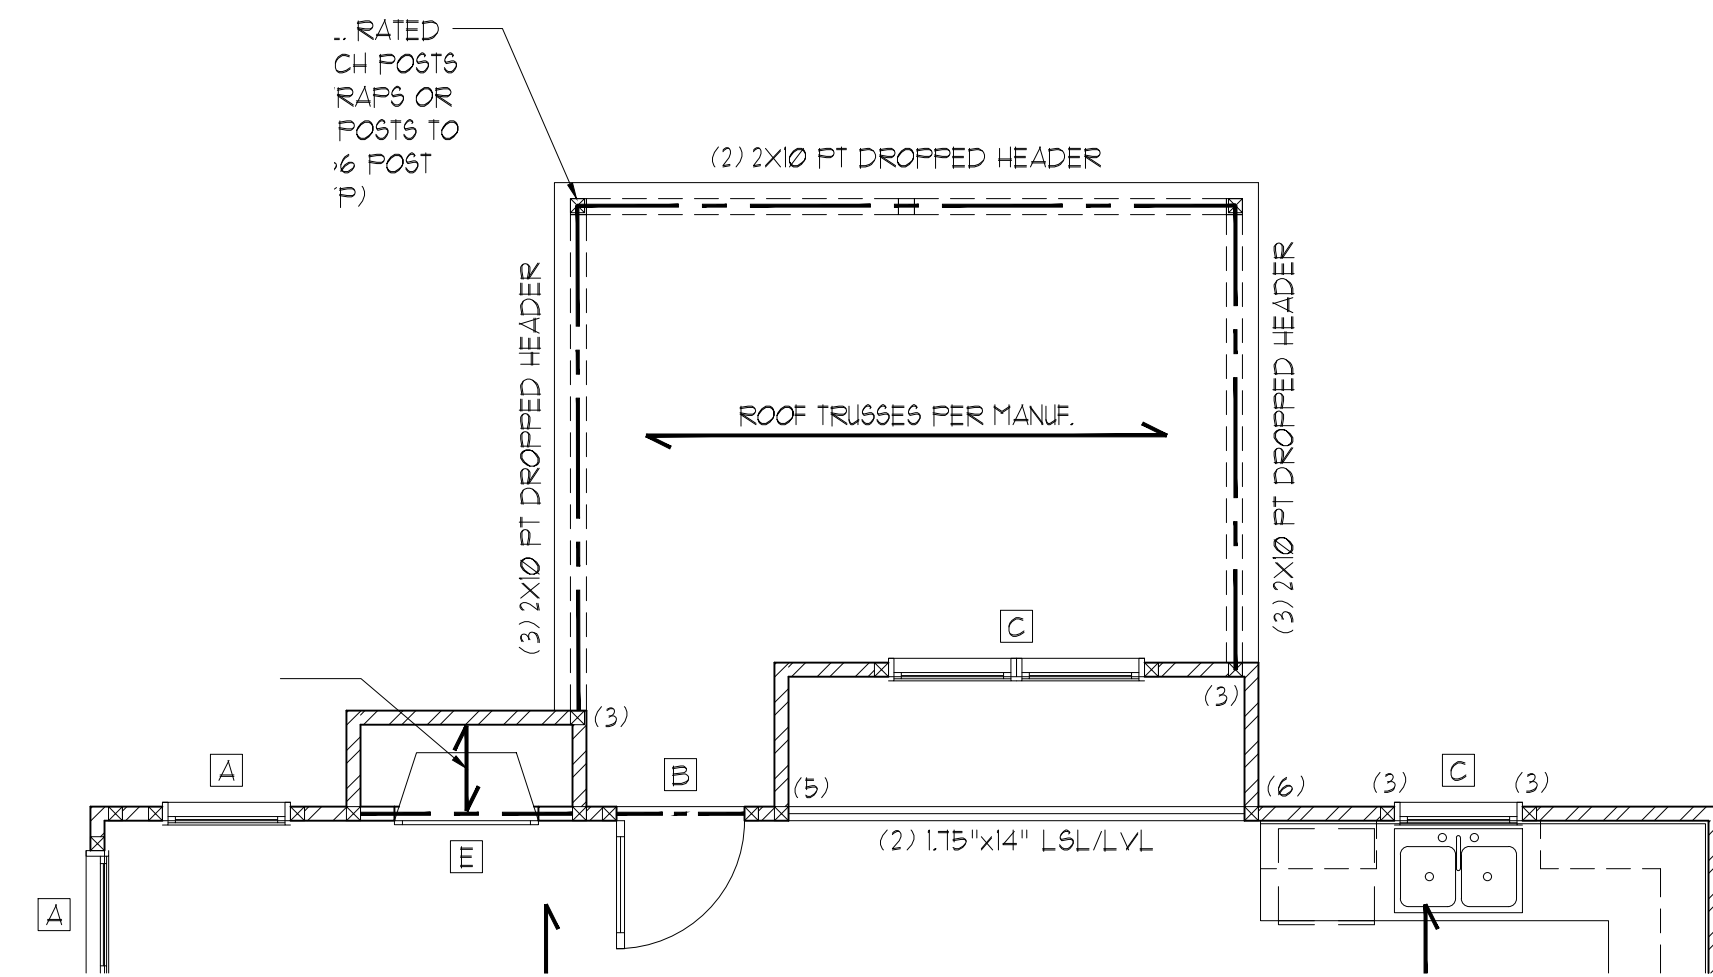 RATED
CH POSTS
RAPS OR
POSTS TO
6 POST
P)
(2) 2X10 PT DROPPED HEADER
(3) 2X10 PT DROPPED HEADER
(3) 2X10 PT DROPPED HEADER
ROOF TRUSSES PER MANUF.
C
(3)
(3)
A
B
(5)
(6)
(3)
C
(3)
(2) 1.75"x14" LSL/LVL
E
A